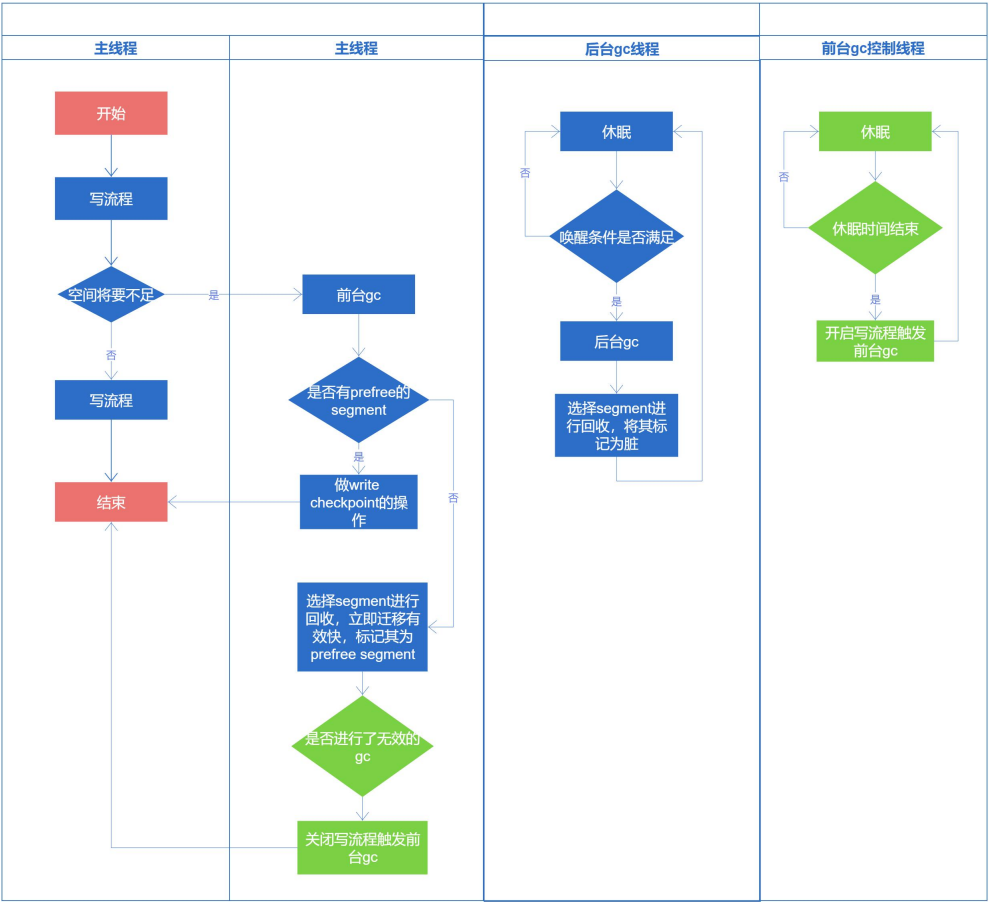 主线程
主线程
后台gc线程
前台gc控制线程
开始
写流程
空间将要不足
是
否
写流程
结束
前台gc
是否有prefree的
segment
是
否
做write
checkpoint的操
作
选择segment进行
回收，立即迁移有
效快，标记其为
prefree segment
是否进行了无效的
gc
关闭写流程触发前
台gc
休眠
否
唤醒条件是否满足
是
后台gc
选择segment进
行回收，将其标
记为脏
休眠
否
休眠时间结束
是
开启写流程触发
前台gc